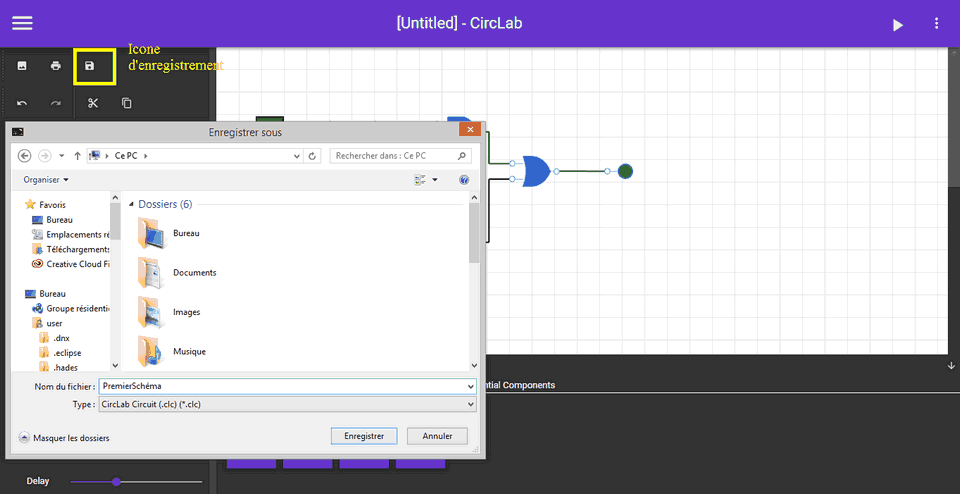 [Untitled] - CircLab
Icone
d'enregistrement
Enregistrer sous
Ce PC
Rechercher dans : Ce PC
Organiser
Favoris
Bureau
Emplacements ré
Téléchargements
Creative Cloud Fi
Bureau
Groupe résidenti
user
.dnx
.eclipse
.hades
Dossiers (6)
Bureau
Documents
Images
Musique
Nom du fichier : PremierSchéma
Type : CircLab Circuit (.clc) (*.clc)
Masquer les dossiers
Enregistrer
Annuler
ntial Components
Delay